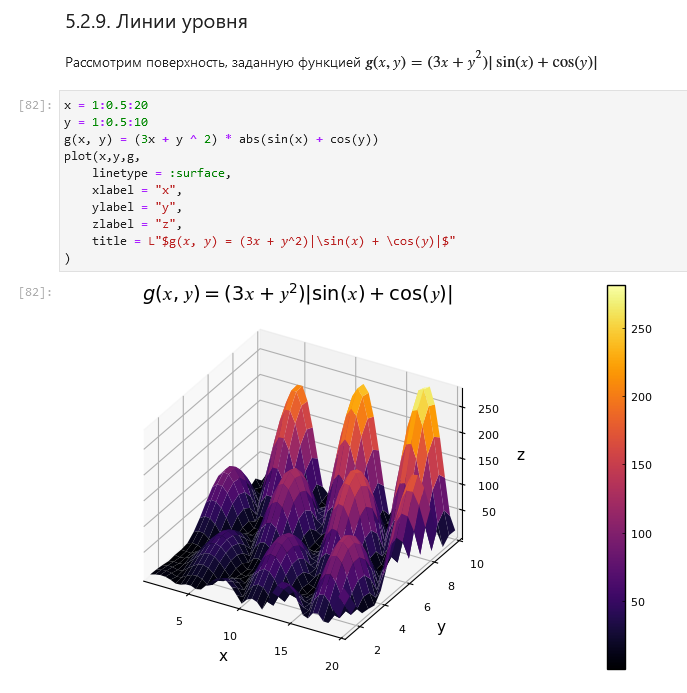 5.2.9. Линии уровня
Рассмотрим поверхность, заданную функцией g(x, y) = (3x + y²)| sin(x) + cos(y)|
[82]:
x = 1:0.5:20
y = 1:0.5:10
g(x, y) = (3x + y ^ 2) * abs(sin(x) + cos(y))
plot(x,y,g,
    linetype = :surface,
    xlabel = "x",
    ylabel = "y",
    zlabel = "z",
    title = L"$g(x, y) = (3x + y^2)|\sin(x) + \cos(y)|$"
)
[82]:
g(x, y) = (3x + y²)|sin(x) + cos(y)|
250
200
150
100
50
z
250
200
150
100
50
10
8
6
4
2
y
5
10
15
20
x